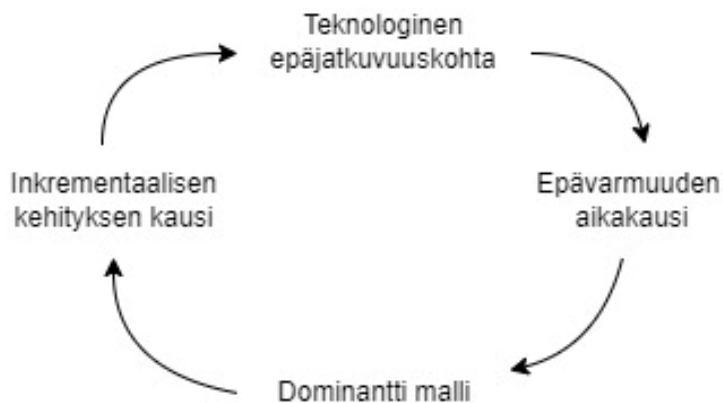 Teknologinen
epäjatkuvuuskohta
Epävarmuuden
aikakausi
Dominantti malli
Inkrementaalisen
kehityksen kausi